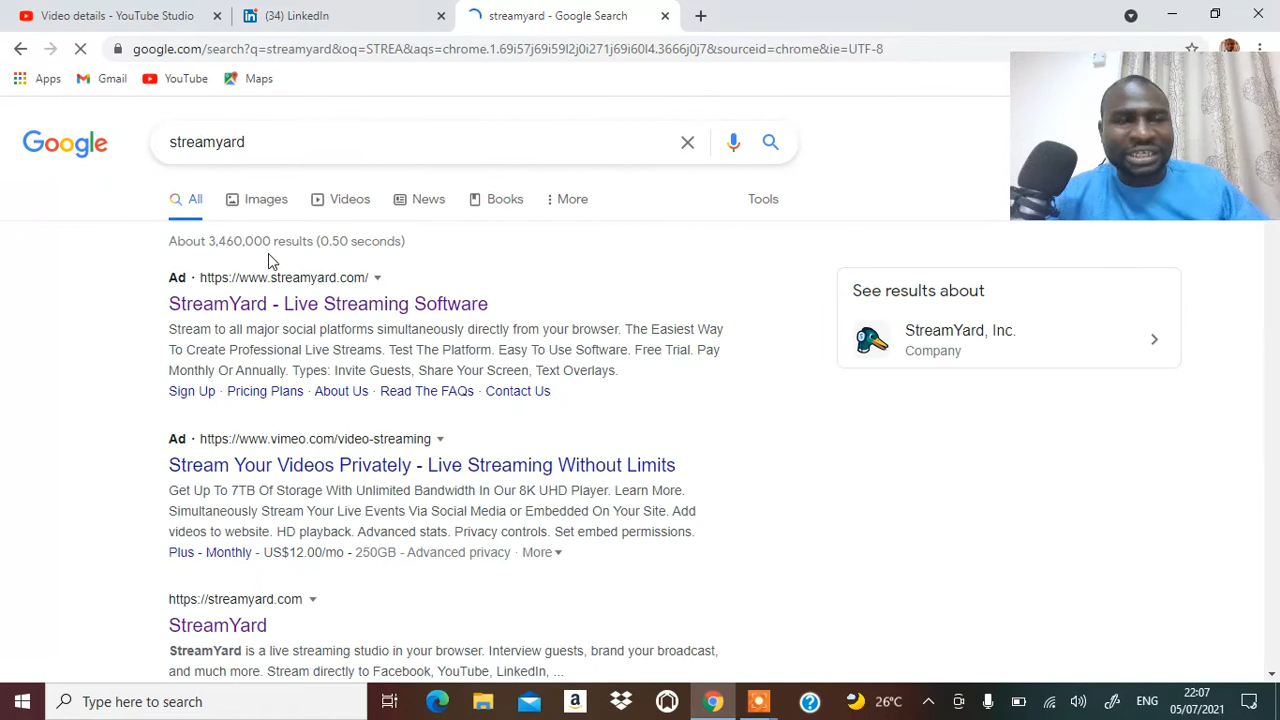 Video details - YouTube Studio
(34) LinkedIn
streamyard - Google Search
google.com/search?q=streamyard&oq=STREA&aqs=chrome.1.69i57j69i59l2j0i271j69i60l4.3666j0j7&sourceid=chrome&ie=UTF-8
Apps
Gmail
YouTube
Maps
Google
streamyard
All
Images
Videos
News
Books
More
Tools
About 3,460,000 results (0.50 seconds)
Ad · https://www.streamyard.com/
StreamYard - Live Streaming Software
Stream to all major social platforms simultaneously directly from your browser. The Easiest Way
To Create Professional Live Streams. Test The Platform. Easy To Use Software. Free Trial. Pay
Monthly Or Annually. Types: Invite Guests, Share Your Screen, Text Overlays.
Sign Up · Pricing Plans · About Us · Read The FAQs · Contact Us
See results about
StreamYard, Inc.
Company
Ad · https://www.vimeo.com/video-streaming
Stream Your Videos Privately - Live Streaming Without Limits
Get Up To 7TB Of Storage With Unlimited Bandwidth In Our 8K UHD Player. Learn More.
Simultaneously Stream Your Live Events Via Social Media or Embedded On Your Site. Add
videos to website. HD playback. Advanced stats. Privacy controls. Set embed permissions.
Plus - Monthly - US$12.00/mo - 250GB - Advanced privacy · More
https://streamyard.com
StreamYard
StreamYard is a live streaming studio in your browser. Interview guests, brand your broadcast,
and much more. Stream directly to Facebook, YouTube, LinkedIn, ...
Type here to search
26°C
ENG
22:07
05/07/2021